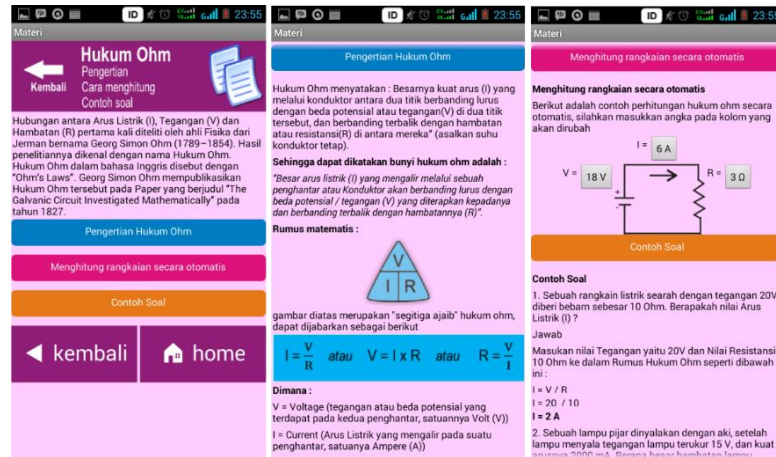 ID 23:55
Materi
Hukum Ohm
Pengertian
Cara menghitung
Contoh soal
Kembali
Hubungan antara Arus Listrik (I), Tegangan (V) dan
Hambatan (R) pertama kali diteliti oleh ahli Fisika dari
Jerman bernama Georg Simon Ohm (1789–1854). Hasil
penelitiannya dikenal dengan nama Hukum Ohm.
Hukum Ohm dalam bahasa Inggris disebut dengan
"Ohm's Laws". Georg Simon Ohm mempublikasikan
Hukum Ohm tersebut pada Paper yang berjudul "The
Galvanic Circuit Investigated Mathematically" pada
tahun 1827.
Pengertian Hukum Ohm
Menghitung rangkaian secara otomatis
Contoh Soal
kembali
home
ID 23:55
Materi
Pengertian Hukum Ohm
Hukum Ohm menyatakan : Besarnya kuat arus (I) yang
melalui konduktor antara dua titik berbanding lurus
dengan beda potensial atau tegangan(V) di dua titik
tersebut, dan berbanding terbalik dengan hambatan
atau resistansi(R) di antara mereka" (asalkan suhu
konduktor tetap).
Sehingga dapat dikatakan bunyi hukum ohm adalah :
"Besar arus listrik (I) yang mengalir melalui sebuah
penghantar atau Konduktor akan berbanding lurus dengan
beda potensial / tegangan (V) yang diterapkan kepadanya
dan berbanding terbalik dengan hambatannya (R)".
Rumus matematis :
V
I R
gambar diatas merupakan "segitiga ajaib" hukum ohm,
dapat dijabarkan sebagai berikut
I = V/R atau V = I x R atau R = V/I
Dimana :
V = Voltage (tegangan atau beda potensial yang
terdapat pada kedua penghantar, satuannya Volt (V))
I = Current (Arus Listrik yang mengalir pada suatu
penghantar, satuanya Ampere (A))
ID 23:55
Materi
Menghitung rangkaian secara otomatis
Menghitung rangkaian secara otomatis
Berikut adalah contoh perhitungan hukum ohm secara
otomatis, silahkan masukkan angka pada kolom yang
akan dirubah
I = 6 A
V = 18 V
R = 3 Ω
+
-
Contoh Soal
Contoh Soal
1. Sebuah rangkain listrik searah dengan tegangan 20V
diberi bebam sebesar 10 Ohm. Berapakah nilai Arus
Listrik (I) ?
Jawab
Masukan nilai Tegangan yaitu 20V dan Nilai Resistansi
10 Ohm ke dalam Rumus Hukum Ohm seperti dibawah
ini :
I = V / R
I = 20 / 10
I = 2 A
2. Sebuah lampu pijar dinyalakan dengan aki, setelah
lampu menyala tegangan lampu terukur 15 V, dan kuat
arusnya 2000 mA. Berapa besar hambatan lampu